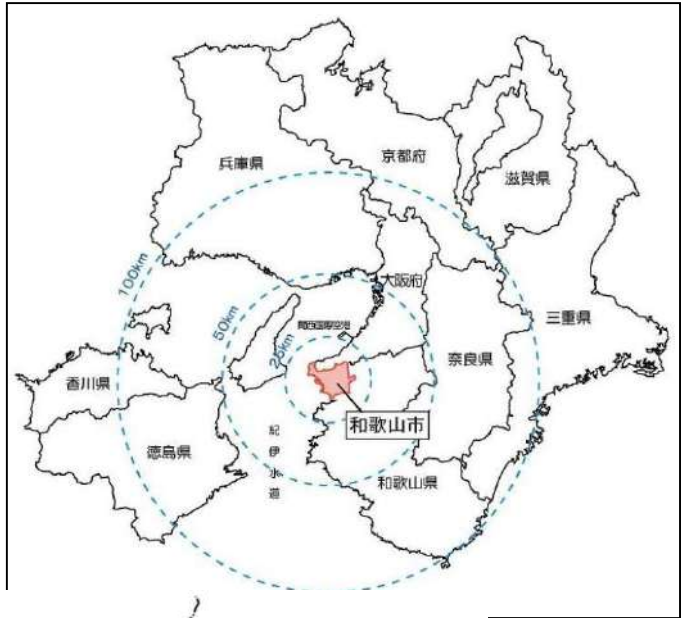 兵庫県
京都府
滋賀県
100km
大阪府
50km
関西国際空港
25km
三重県
奈良県
香川県
和歌山市
徳島県
紀伊水道
和歌山県